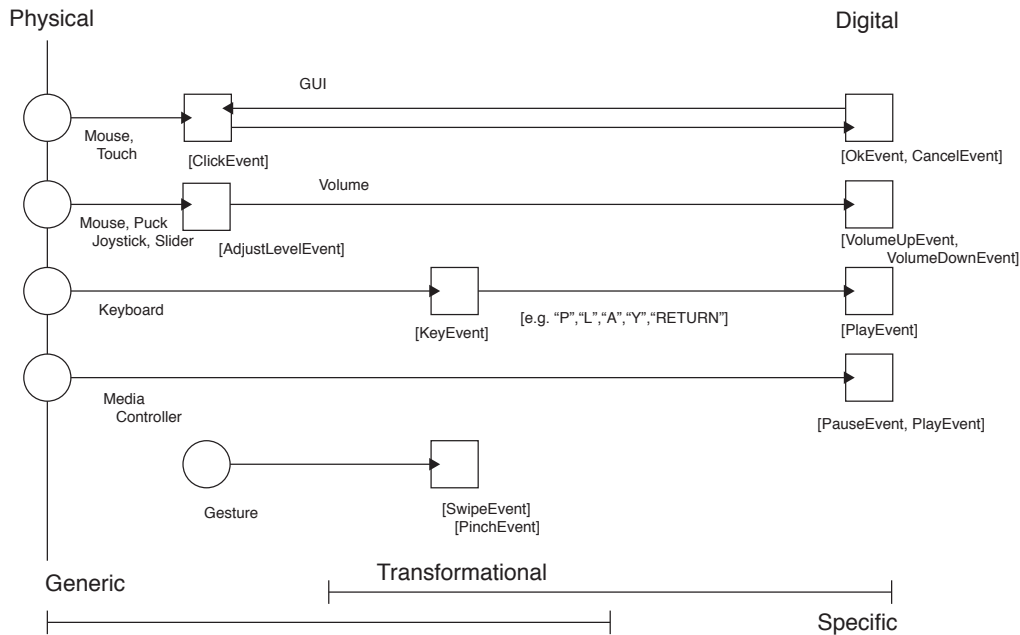 Physical
Digital
GUI
Mouse,
Touch
[ClickEvent]
[OkEvent, CancelEvent]
Volume
Mouse, Puck
Joystick, Slider
[AdjustLevelEvent]
[VolumeUpEvent,
VolumeDownEvent]
Keyboard
[KeyEvent]
[e.g. “P”,“L”,“A”,“Y”,“RETURN”]
[PlayEvent]
Media
Controller
[PauseEvent, PlayEvent]
Gesture
[SwipeEvent]
[PinchEvent]
Generic
Transformational
Specific